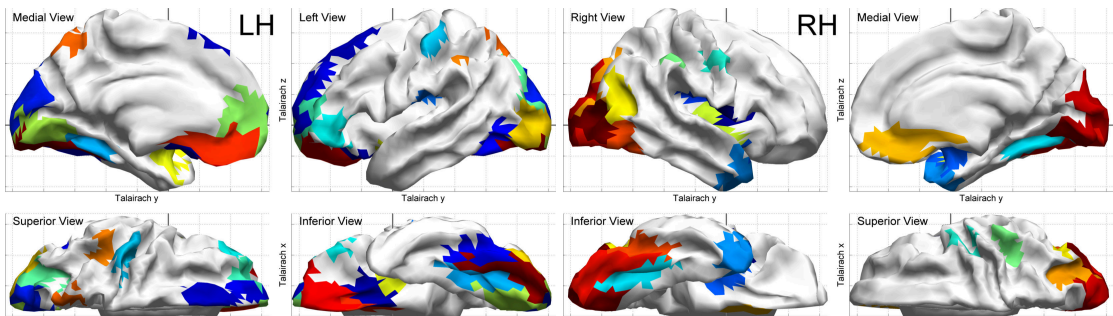 Medial View
LH
Left View
Right View
RH
Medial View
Talairach z
Talairach z
Talairach y
Talairach y
Talairach y
Talairach y
Superior View
Inferior View
Inferior View
Superior View
Talairach x
Talairach x